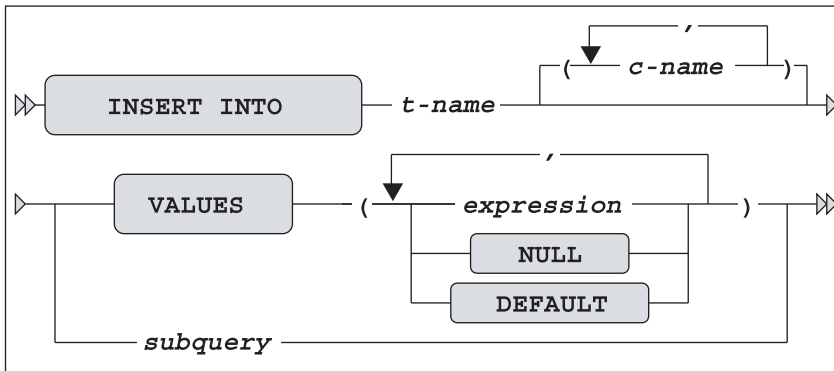 ,
( c-name )
INSERT INTO t-name
,
VALUES ( expression )
NULL
DEFAULT
subquery